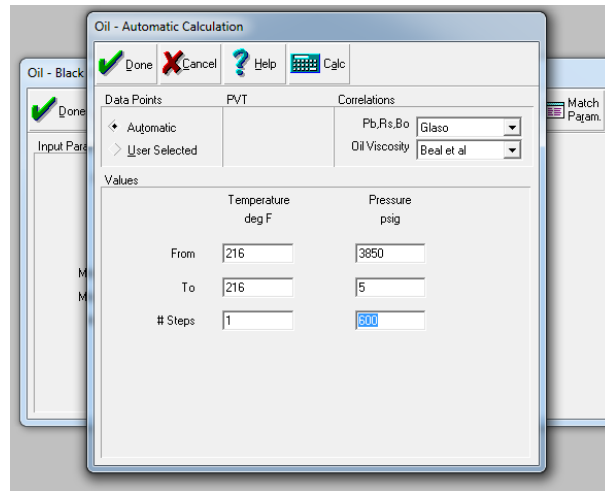 Oil - Automatic Calculation
Done Cancel Help Calc
Oil - Black
Done
Match
Param.
Data Points PVT Correlations
Automatic
User Selected
Pb,Rs,Bo Glaso
Oil Viscosity Beal et al
Input Para
Values
Temperature Pressure
deg F psig
From 216 3850
To 216 5
# Steps 1 600
M
M